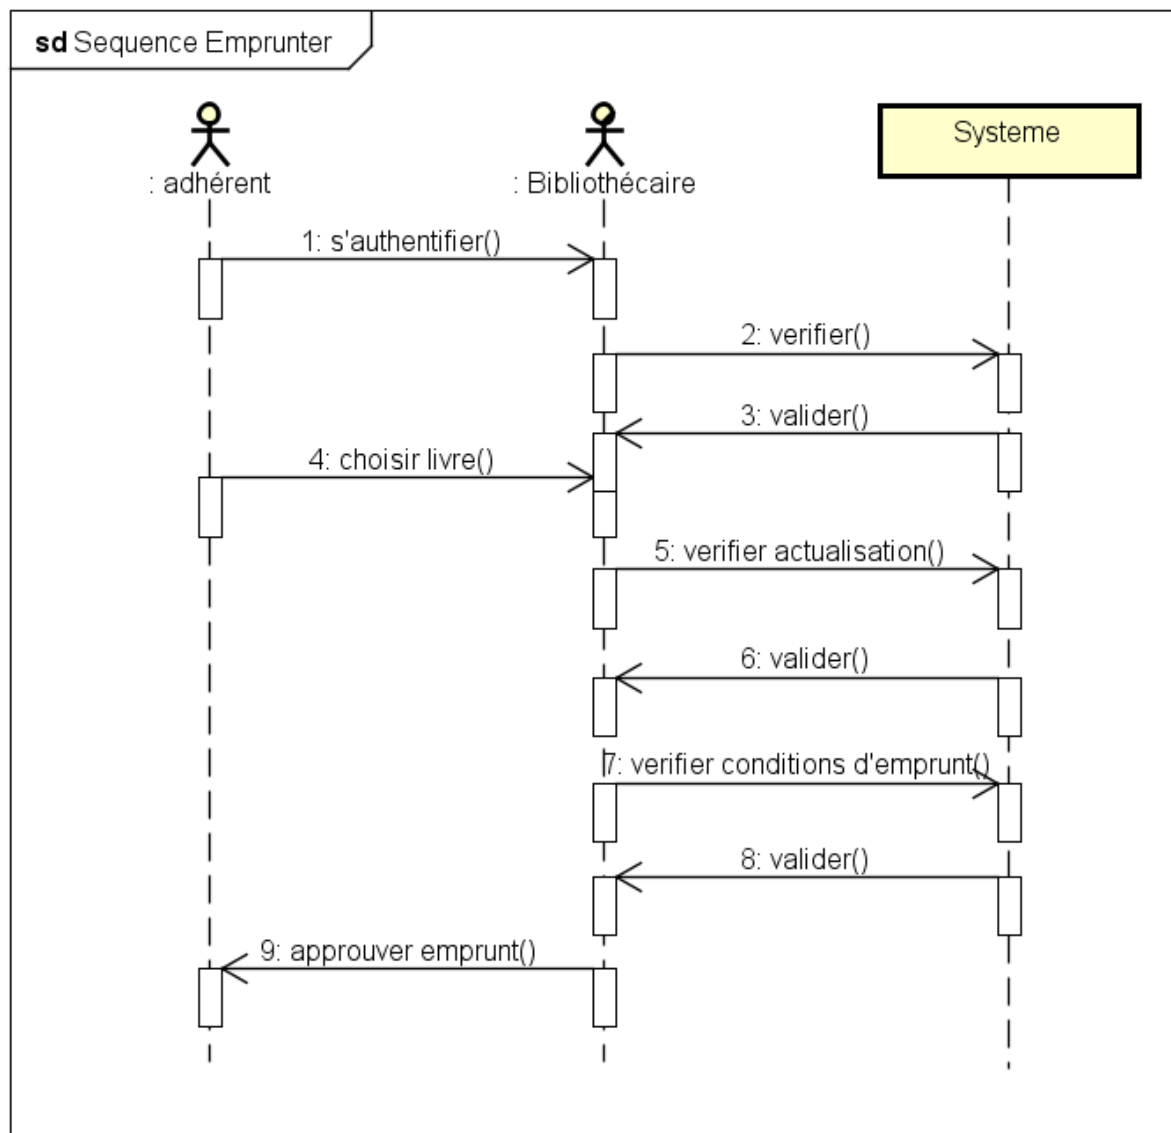 sd Sequence Emprunter
: adhérent
: Bibliothécaire
Systeme
1: s'authentifier()
2: verifier()
3: valider()
4: choisir livre()
5: verifier actualisation()
6: valider()
7: verifier conditions d'emprunt()
8: valider()
9: approuver emprunt()